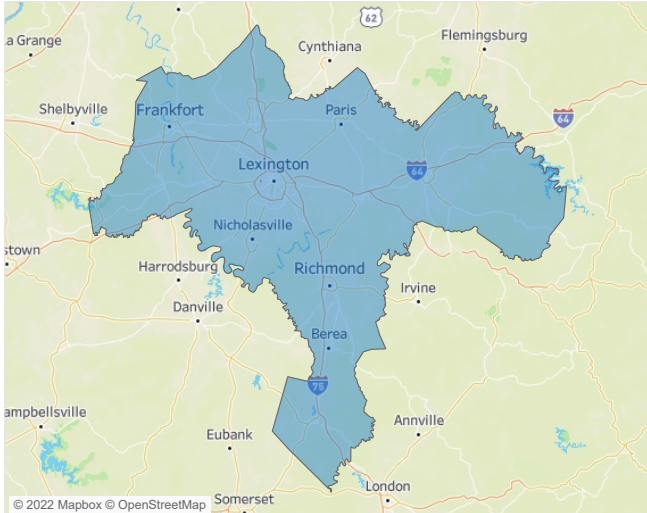 62
Flemingsburg
a Grange
Cynthiana
Shelbyville
Frankfort
Paris
64
Lexington
64
Nicholasville
stown
Harrodsburg
Richmond
Irvine
Danville
Berea
75
ampbellsville
Eubank
Annville
London
Somerset
© 2022 Mapbox © OpenStreetMap